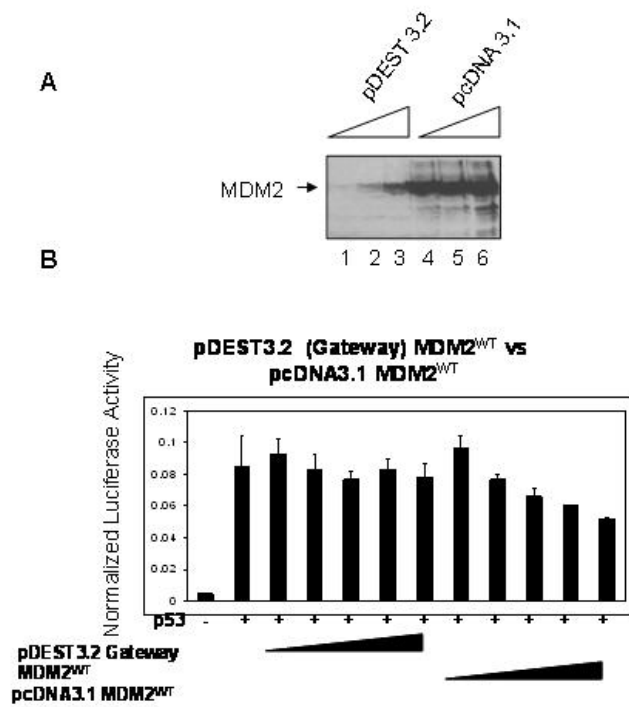 A
pDEST 3.2
pcDNA 3.1
MDM2
1 2 3 4 5 6
B
pDEST3.2 (Gateway) MDM2WT vs
pcDNA3.1 MDM2WT
Normalized Luciferase Activity
0.12
0.1
0.08
0.06
0.04
0.02
0
p53 - + + + + + + + + + + +
pDEST3.2 Gateway
MDM2WT
pcDNA3.1 MDM2WT